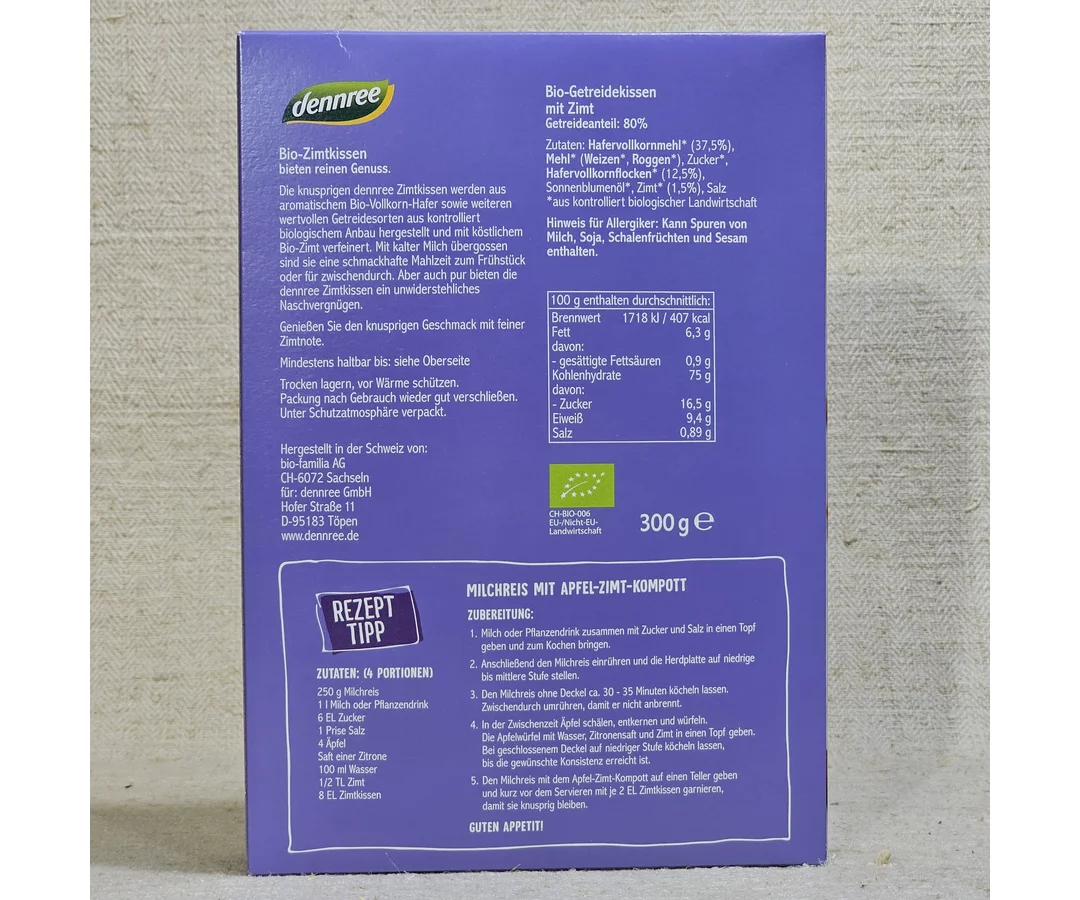 dennree
Bio-Zimtkissen
bieten reinen Genuss.
Die knusprigen dennree Zimtkissen werden aus
aromatischem Bio-Vollkorn-Hafer sowie weiteren
wertvollen Getreidesorten aus kontrolliert
biologischem Anbau hergestellt und mit köstlichem
Bio-Zimt verfeinert. Mit kalter Milch übergossen
sind sie eine schmackhafte Mahlzeit zum Frühstück
oder für zwischendurch. Aber auch pur bieten die
dennree Zimtkissen ein unwiderstehliches
Naschvergnügen.
Genießen Sie den knusprigen Geschmack mit feiner
Zimtnote.
Mindestens haltbar bis: siehe Oberseite
Trocken lagern, vor Wärme schützen.
Packung nach Gebrauch wieder gut verschließen.
Unter Schutzatmosphäre verpackt.
Hergestellt in der Schweiz von:
bio-familia AG
CH-6072 Sachseln
für: dennree GmbH
Hofer Straße 11
D-95183 Töpen
www.dennree.de
Bio-Getreidekissen
mit Zimt
Getreideanteil: 80%
Zutaten: Hafervollkornmehl* (37,5%),
Mehl* (Weizen*, Roggen*), Zucker*,
Hafervollkornflocken* (12,5%),
Sonnenblumenöl*, Zimt* (1,5%), Salz
*aus kontrolliert biologischer Landwirtschaft
Hinweis für Allergiker: Kann Spuren von
Milch, Soja, Schalenfrüchten und Sesam
enthalten.
100 g enthalten durchschnittlich:
Brennwert 1718 kJ / 407 kcal
Fett 6,3 g
davon:
- gesättigte Fettsäuren 0,9 g
Kohlenhydrate 75 g
davon:
- Zucker 16,5 g
Eiweiß 9,4 g
Salz 0,89 g
CH-BIO-006
EU-/Nicht-EU-
Landwirtschaft
300 g e
REZEPT
TIPP
ZUTATEN: (4 PORTIONEN)
250 g Milchreis
1 l Milch oder Pflanzendrink
6 EL Zucker
1 Prise Salz
4 Äpfel
Saft einer Zitrone
100 ml Wasser
1/2 TL Zimt
8 EL Zimtkissen
MILCHREIS MIT APFEL-ZIMT-KOMPOTT
ZUBEREITUNG:
1. Milch oder Pflanzendrink zusammen mit Zucker und Salz in einen Topf
geben und zum Kochen bringen.
2. Anschließend den Milchreis einrühren und die Herdplatte auf niedrige
bis mittlere Stufe stellen.
3. Den Milchreis ohne Deckel ca. 30 - 35 Minuten köcheln lassen.
Zwischendurch umrühren, damit er nicht anbrennt.
4. In der Zwischenzeit Äpfel schälen, entkernen und würfeln.
Die Apfelwürfel mit Wasser, Zitronensaft und Zimt in einen Topf geben.
Bei geschlossenem Deckel auf niedriger Stufe köcheln lassen,
bis die gewünschte Konsistenz erreicht ist.
5. Den Milchreis mit dem Apfel-Zimt-Kompott auf einen Teller geben
und kurz vor dem Servieren mit je 2 EL Zimtkissen garnieren,
damit sie knusprig bleiben.
GUTEN APPETIT!